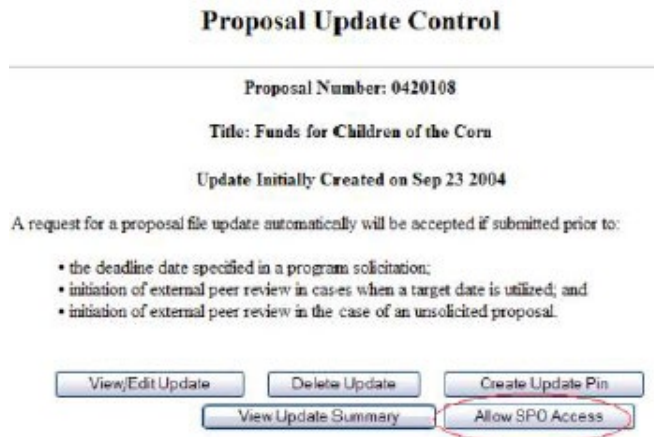 Proposal Update Control
Proposal Number: 0420108
Title: Funds for Children of the Corn
Update Initially Created on Sep 23 2004
A request for a proposal file update automatically will be accepted if submitted prior to:
• the deadline date specified in a program solicitation;
• initiation of external peer review in cases when a target date is utilized; and
• initiation of external peer review in the case of an unsolicited proposal.
View/Edit Update Delete Update Create Update Pin
View Update Summary Allow SPO Access